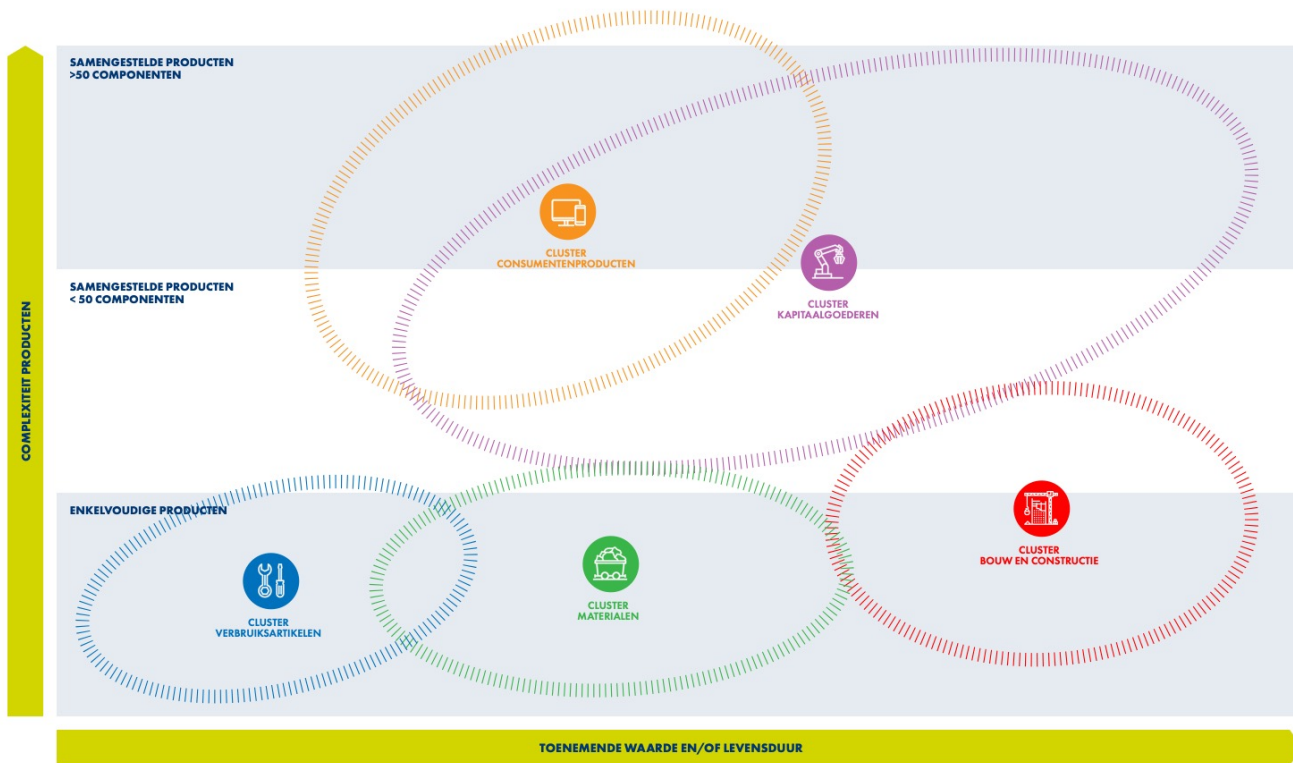 SAMENGESTELDE PRODUCTEN
>50 COMPONENTEN
CLUSTER
CONSUMENTENPRODUCTEN
SAMENGESTELDE PRODUCTEN
< 50 COMPONENTEN
CLUSTER
KAPITAALGOEDEREN
COMPLEXITEIT PRODUCTEN
ENKELVOUDIGE PRODUCTEN
CLUSTER
BOUW EN CONSTRUCTIE
CLUSTER
MATERIALEN
CLUSTER
VERBRUIKSARTIKELEN
TOENEMENDE WAARDE EN/OF LEVENSDUUR